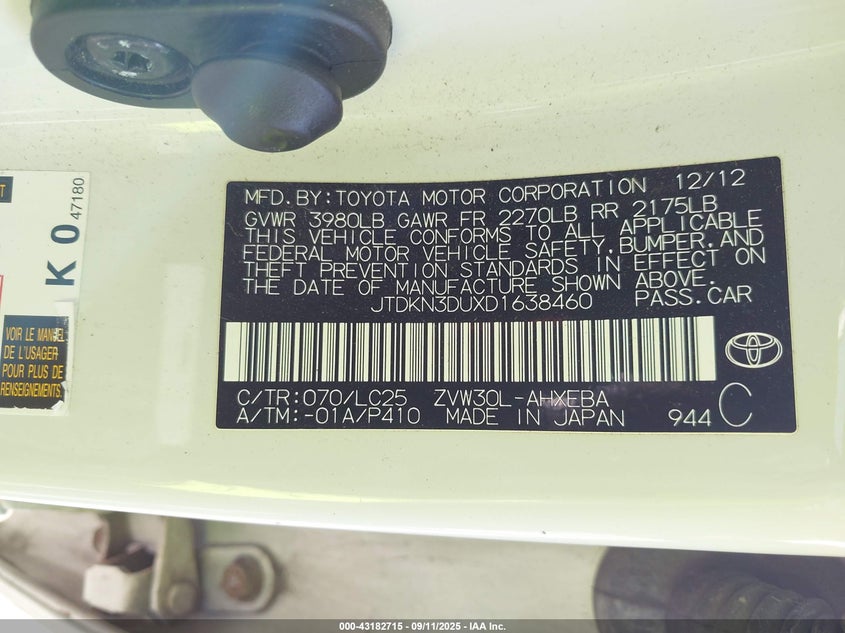 T
K 0 47180
VOIR LE MANUEL
DE L'USAGER
POUR PLUS DE
RENSEIGNEMENTS
MFD.BY:TOYOTA MOTOR CORPORATION 12/12
GVWR 3980LB GAWR FR 2270LB RR 2175LB
THIS VEHICLE CONFORMS TO ALL APPLICABLE
FEDERAL MOTOR VEHICLE SAFETY,BUMPER,AND
THEFT PREVENTION STANDARDS IN EFFECT ON
THE DATE OF MANUFACTURE SHOWN ABOVE.
JTDKN3DUXD1638460 PASS.CAR
C/TR:070/LC25 ZVW30L-AHXEBA
A/TM:-01A/P410 MADE IN JAPAN 944 C
000-43182715 - 09/11/2025 - IAA Inc.